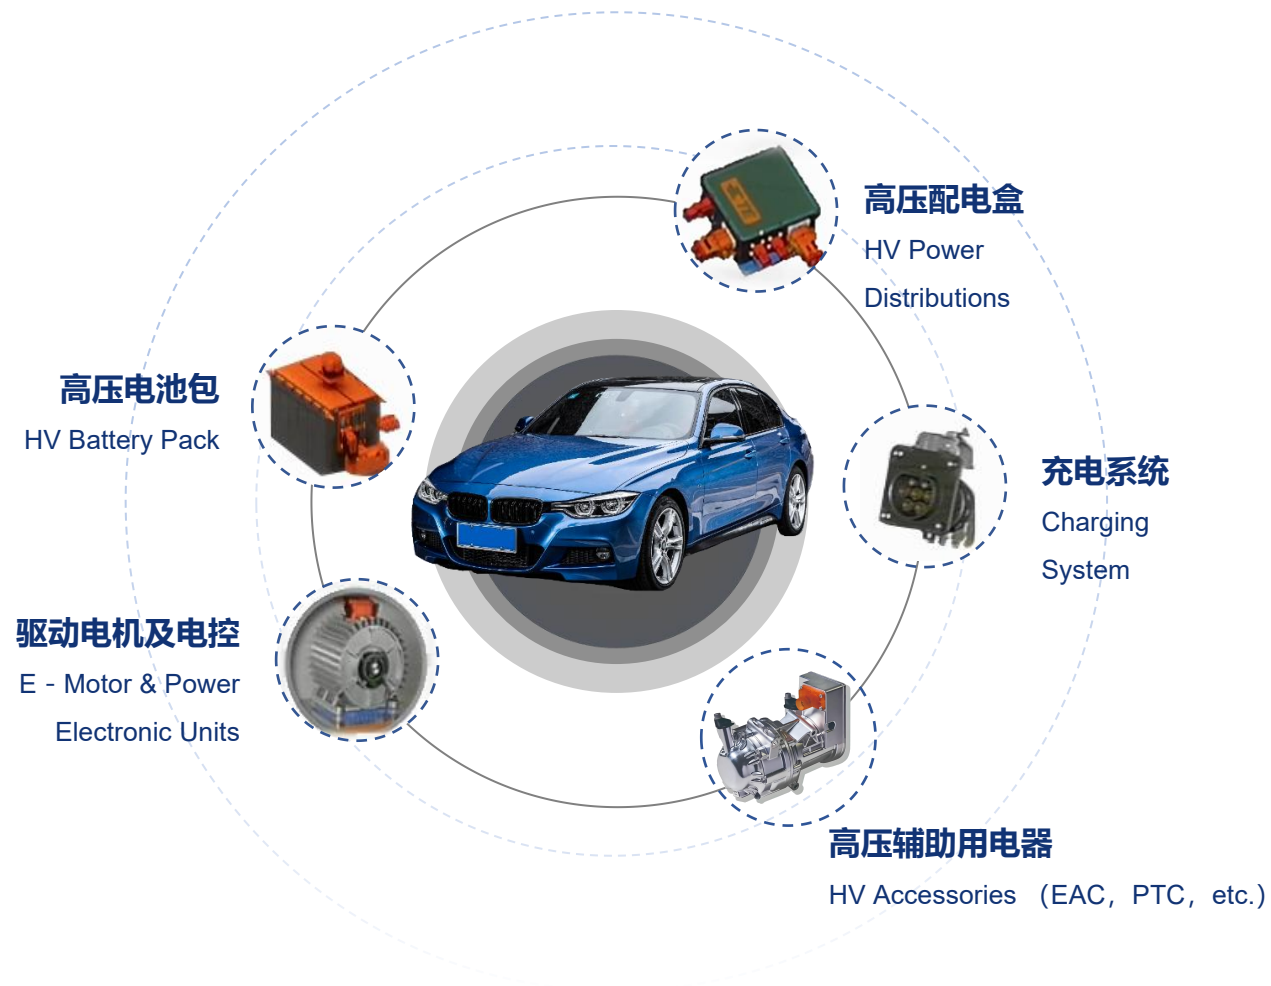 高压配电盒
HV Power
Distributions
高压电池包
HV Battery Pack
充电系统
Charging
System
驱动电机及电控
E - Motor & Power
Electronic Units
高压辅助用电器
HV Accessories （EAC，PTC，etc.）